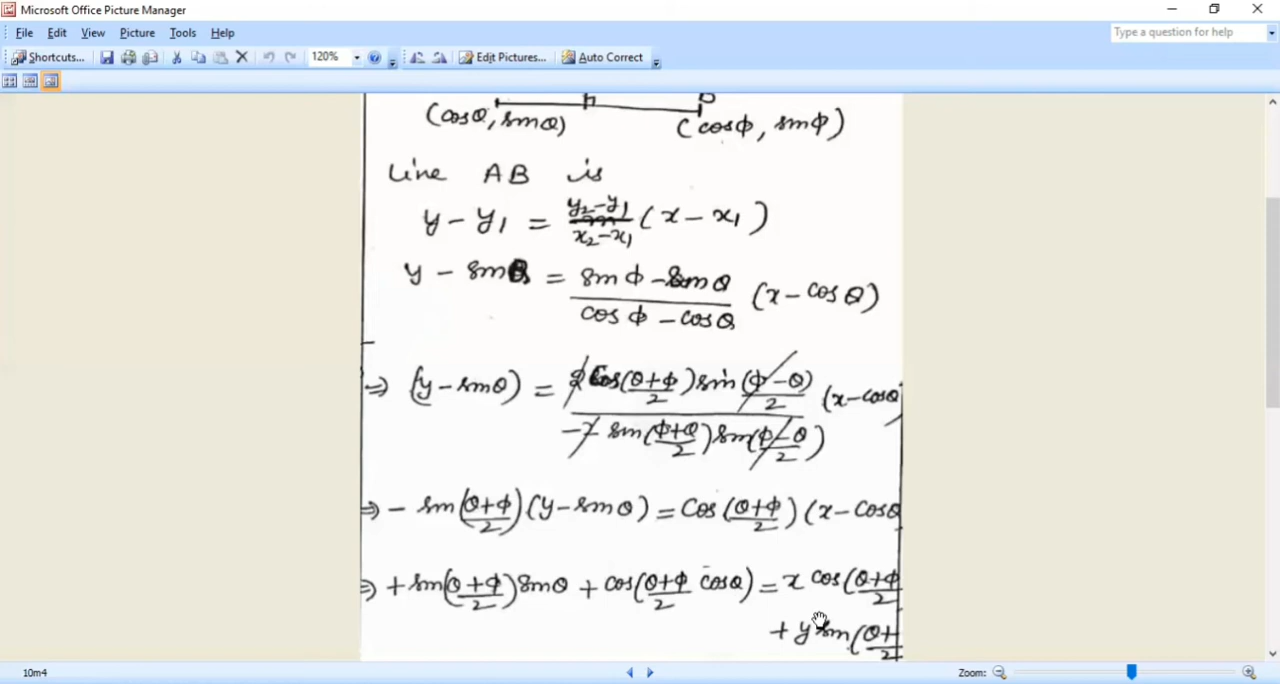 Microsoft Office Picture Manager
File Edit View Picture Tools Help
Type a question for help
Shortcuts... 120% Edit Pictures... Auto Correct
(cosθ, sinθ) (cosφ, sinφ)
Line AB is
y - y₁ = (y₂-y₁)/(x₂-x₁) (x - x₁)
y - sinθ = (sinφ - sinθ)/(cosφ - cosθ) (x - cosθ)
⇒ (y - sinθ) = 2 cos((θ+φ)/2) sin((φ-θ)/2) / -2 sin((φ+θ)/2) sin((φ-θ)/2) (x - cosθ)
⇒ - sin((θ+φ)/2) (y - sinθ) = cos((θ+φ)/2) (x - cosθ
⇒ + sin((θ+φ)/2) sinθ + cos((θ+φ)/2 cosθ) = x cos((θ+φ)/2
+ y sin((θ+)/2
10m4
Zoom: